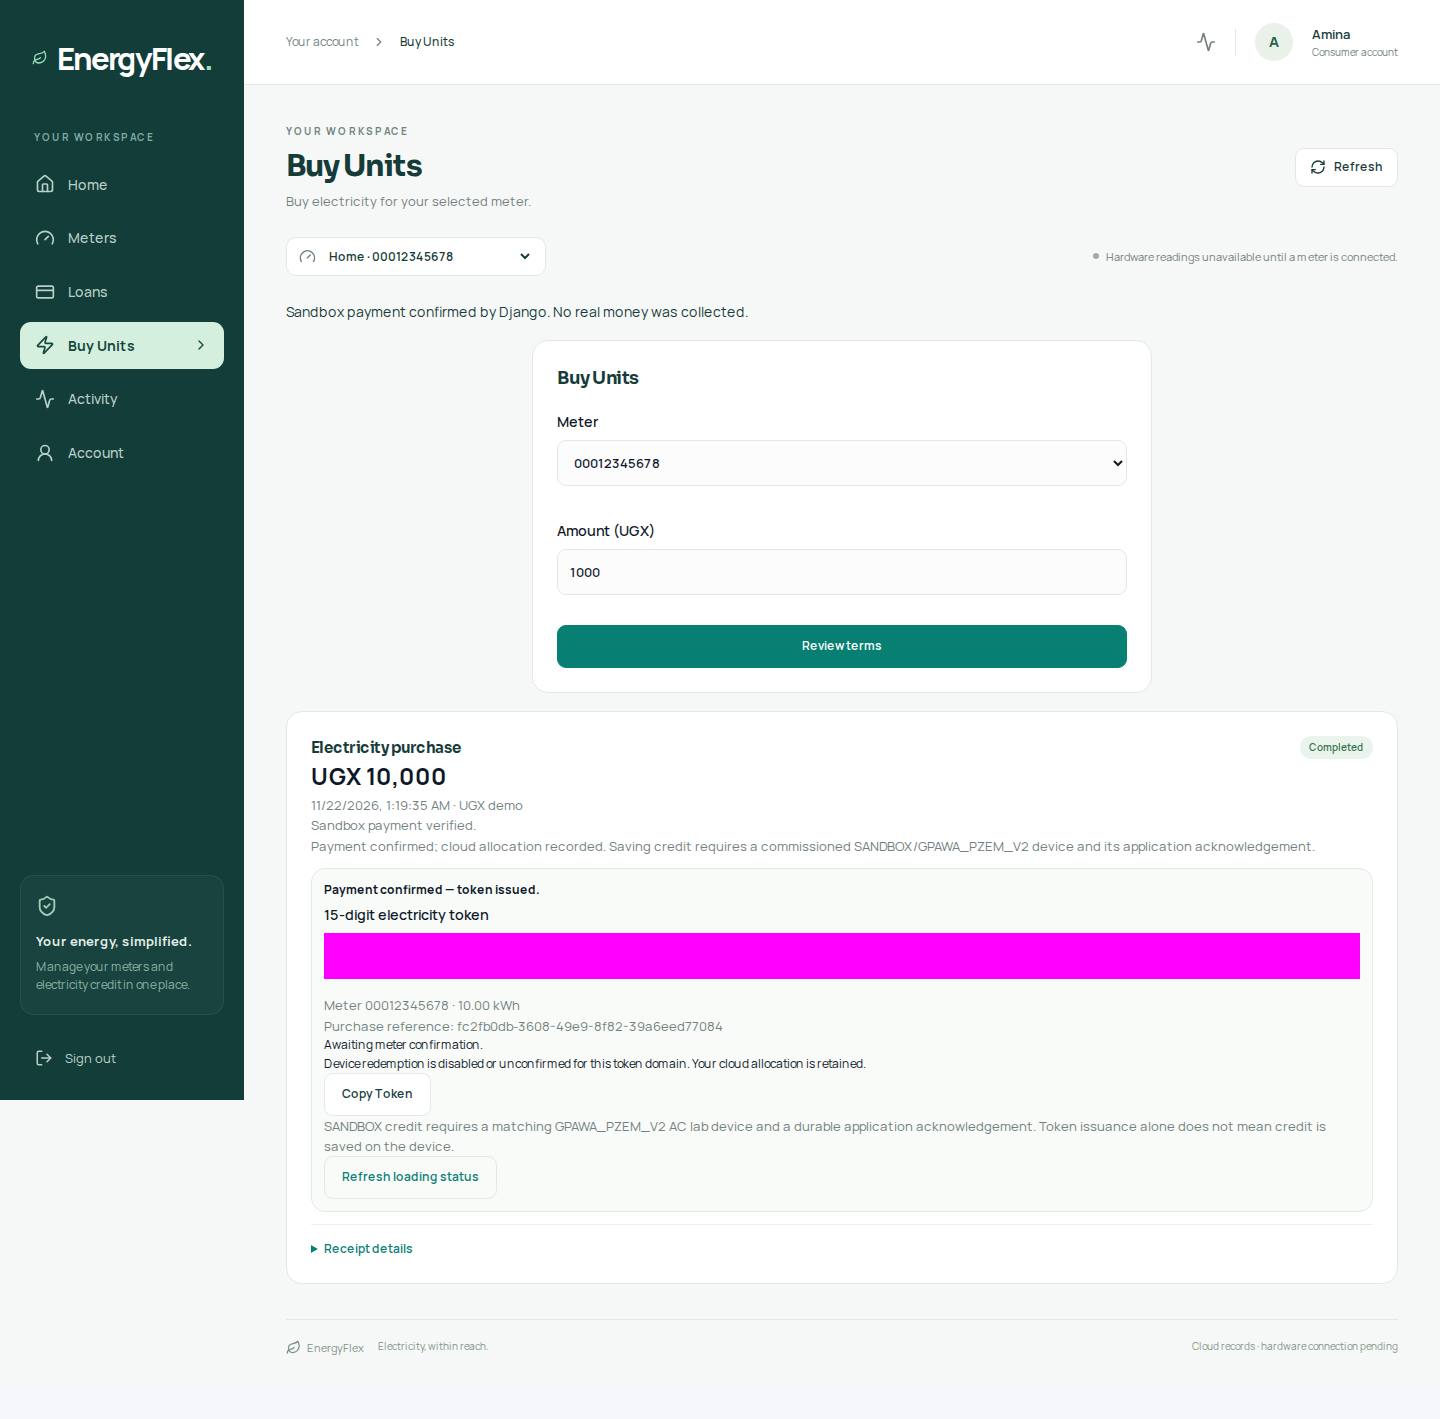 EnergyFlex.
YOUR WORKSPACE
Home
Meters
Loans
Buy Units
Activity
Account
Your energy, simplified.
Manage your meters and
electricity credit in one place.
Sign out
Your account > Buy Units
A
Amina
Consumer account
YOUR WORKSPACE
Buy Units
Buy electricity for your selected meter.
Refresh
Home · 00012345678
Hardware readings unavailable until a meter is connected.
Sandbox payment confirmed by Django. No real money was collected.
Buy Units
Meter
00012345678
Amount (UGX)
1000
Review terms
Electricity purchase
Completed
UGX 10,000
11/22/2026, 1:19:35 AM · UGX demo
Sandbox payment verified.
Payment confirmed; cloud allocation recorded. Saving credit requires a commissioned SANDBOX/GPAWA_PZEM_V2 device and its application acknowledgement.
Payment confirmed — token issued.
15-digit electricity token
Meter 00012345678 · 10.00 kWh
Purchase reference: fc2fb0db-3608-49e9-8f82-39a6eed77084
Awaiting meter confirmation.
Device redemption is disabled or unconfirmed for this token domain. Your cloud allocation is retained.
Copy Token
SANDBOX credit requires a matching GPAWA_PZEM_V2 AC lab device and a durable application acknowledgement. Token issuance alone does not mean credit is
saved on the device.
Refresh loading status
Receipt details
EnergyFlex
Electricity, within reach.
Cloud records · hardware connection pending